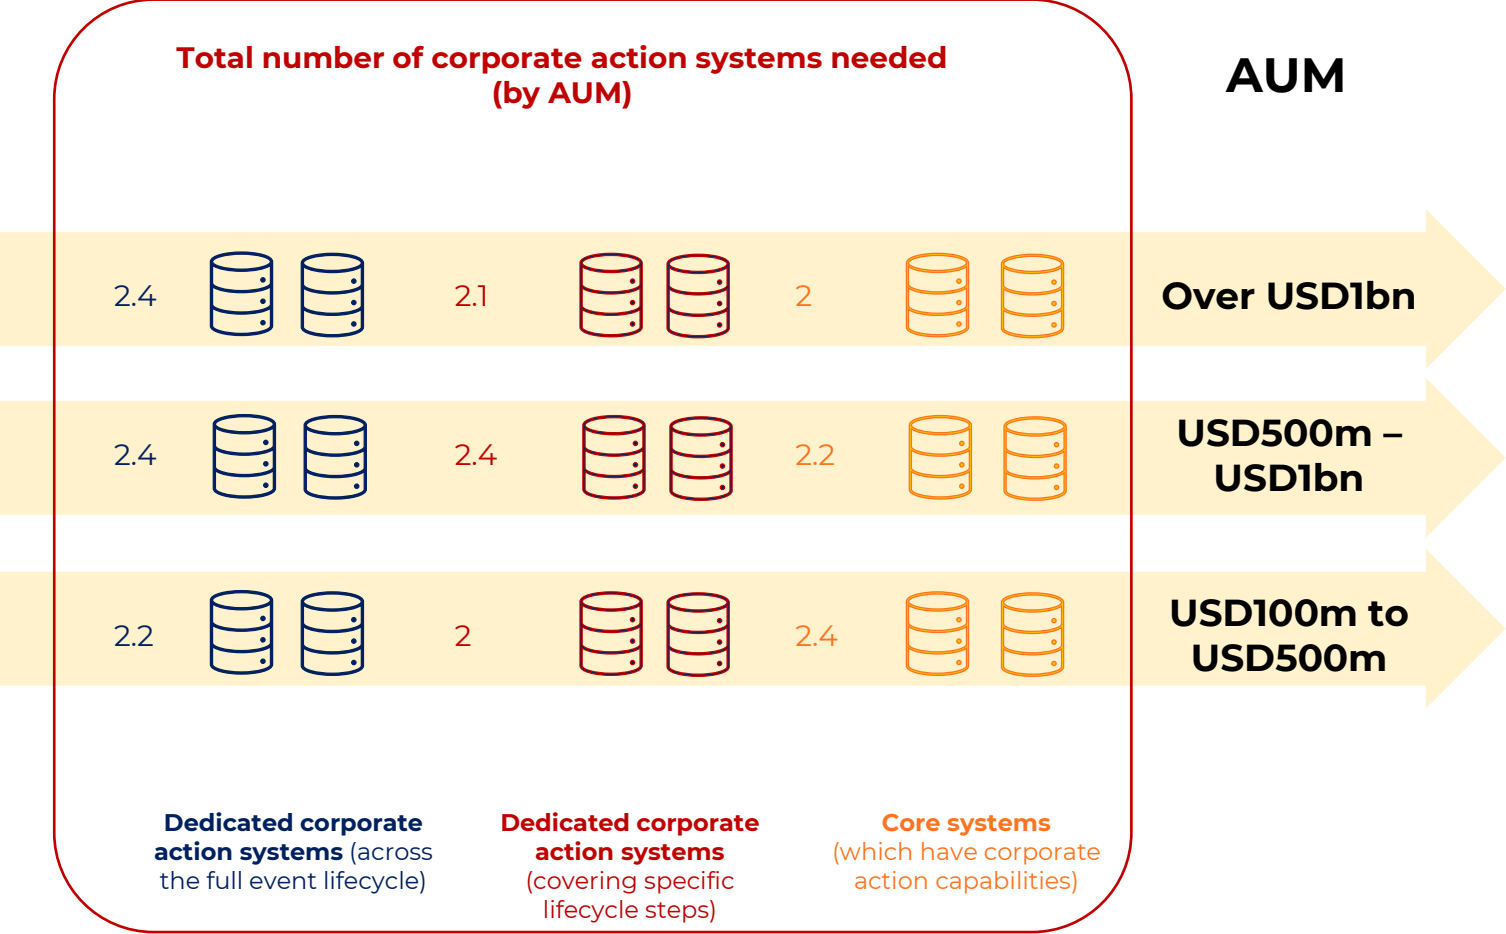 Total number of corporate action systems needed
(by AUM)
AUM
2.4
2.1
2
Over USD1bn
2.4
2.4
2.2
USD500m –
USD1bn
2.2
2
2.4
USD100m to
USD500m
Dedicated corporate
action systems (across
the full event lifecycle)
Dedicated corporate
action systems
(covering specific
lifecycle steps)
Core systems
(which have corporate
action capabilities)